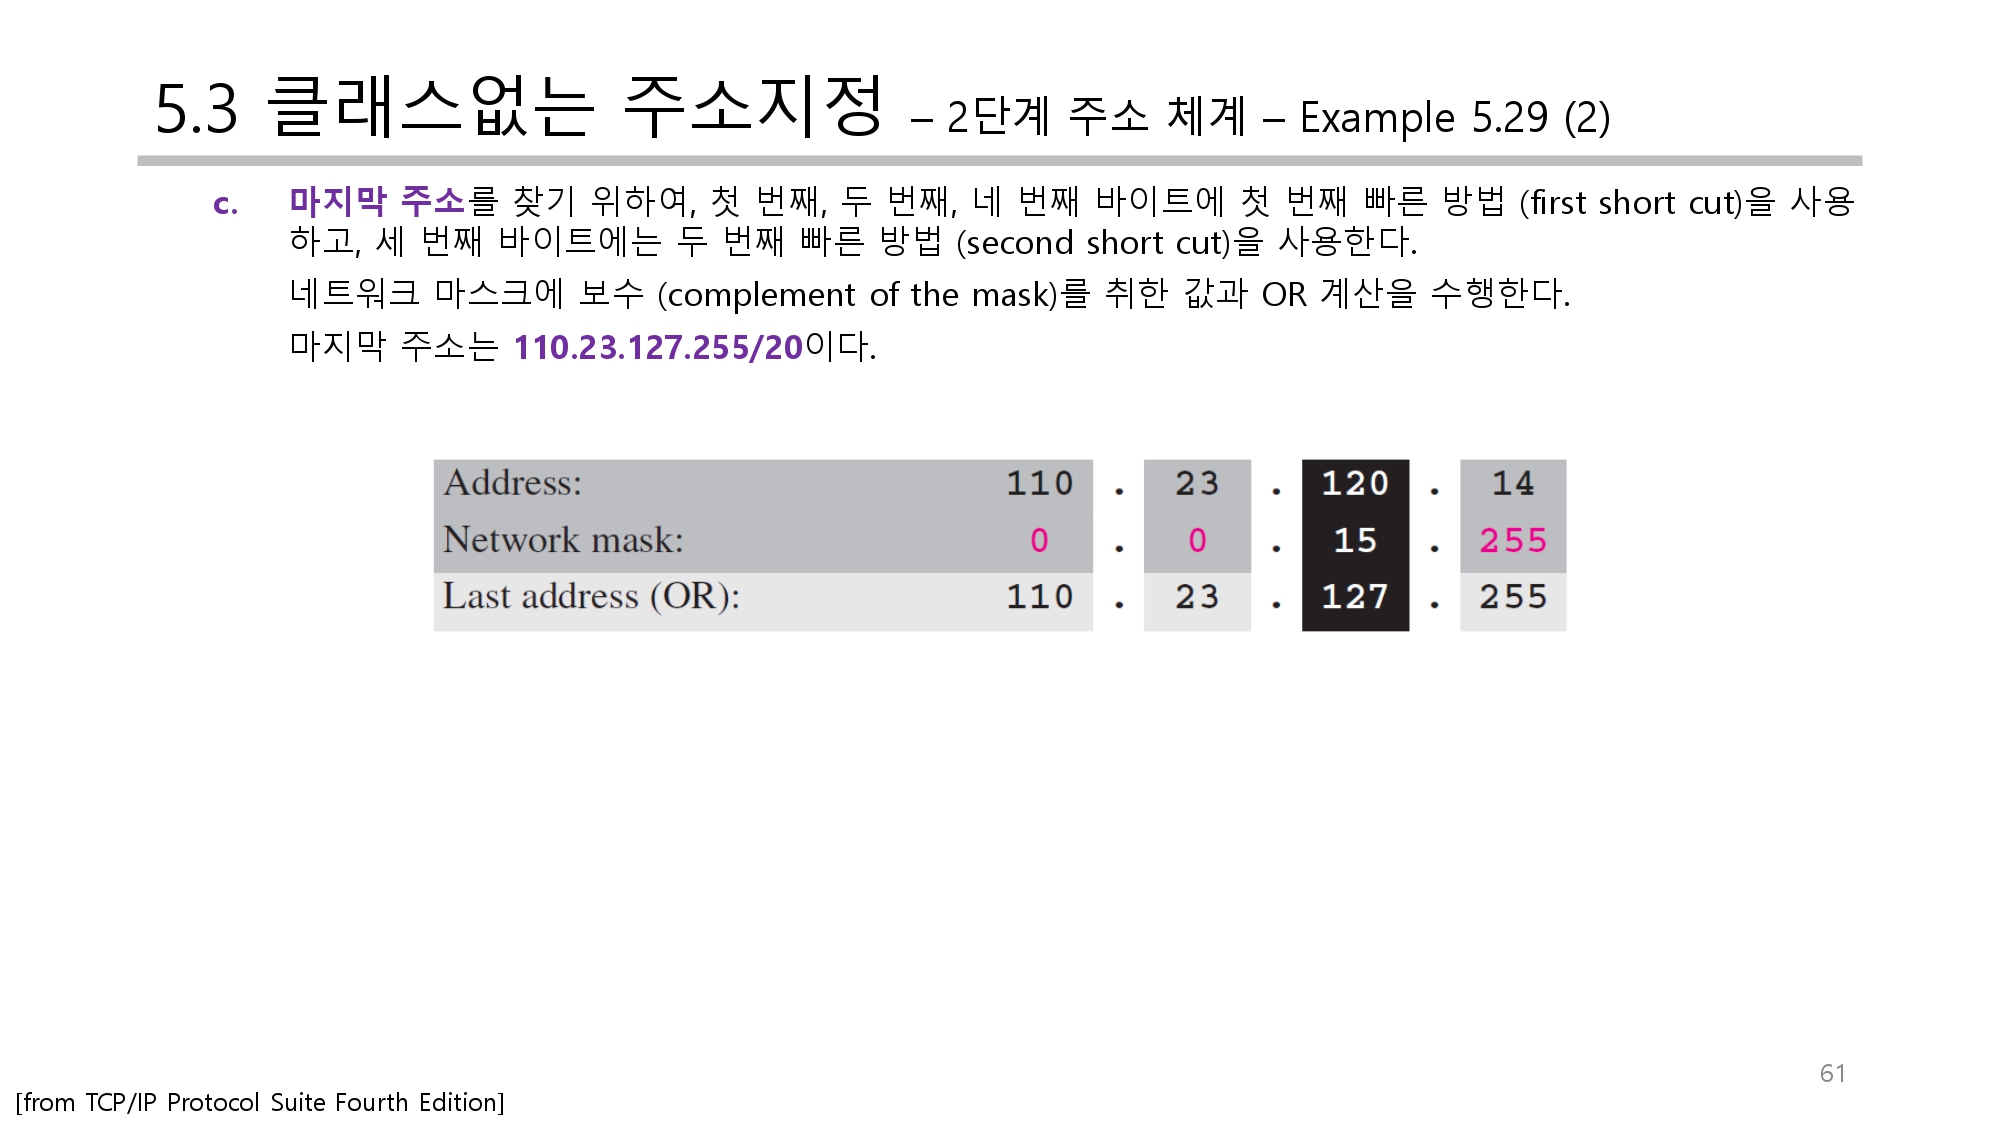 5.3 클래스없는 주소지정 – 2단계 주소 체계 – Example 5.29 (2)
c. 마지막 주소를 찾기 위하여, 첫 번째, 두 번째, 네 번째 바이트에 첫 번째 빠른 방법 (first short cut)을 사용
하고, 세 번째 바이트에는 두 번째 빠른 방법 (second short cut)을 사용한다.
네트워크 마스크에 보수 (complement of the mask)를 취한 값과 OR 계산을 수행한다.
마지막 주소는 110.23.127.255/20이다.
Address: 110 . 23 . 120 . 14
Network mask: 0 . 0 . 15 . 255
Last address (OR): 110 . 23 . 127 . 255
61
[from TCP/IP Protocol Suite Fourth Edition]